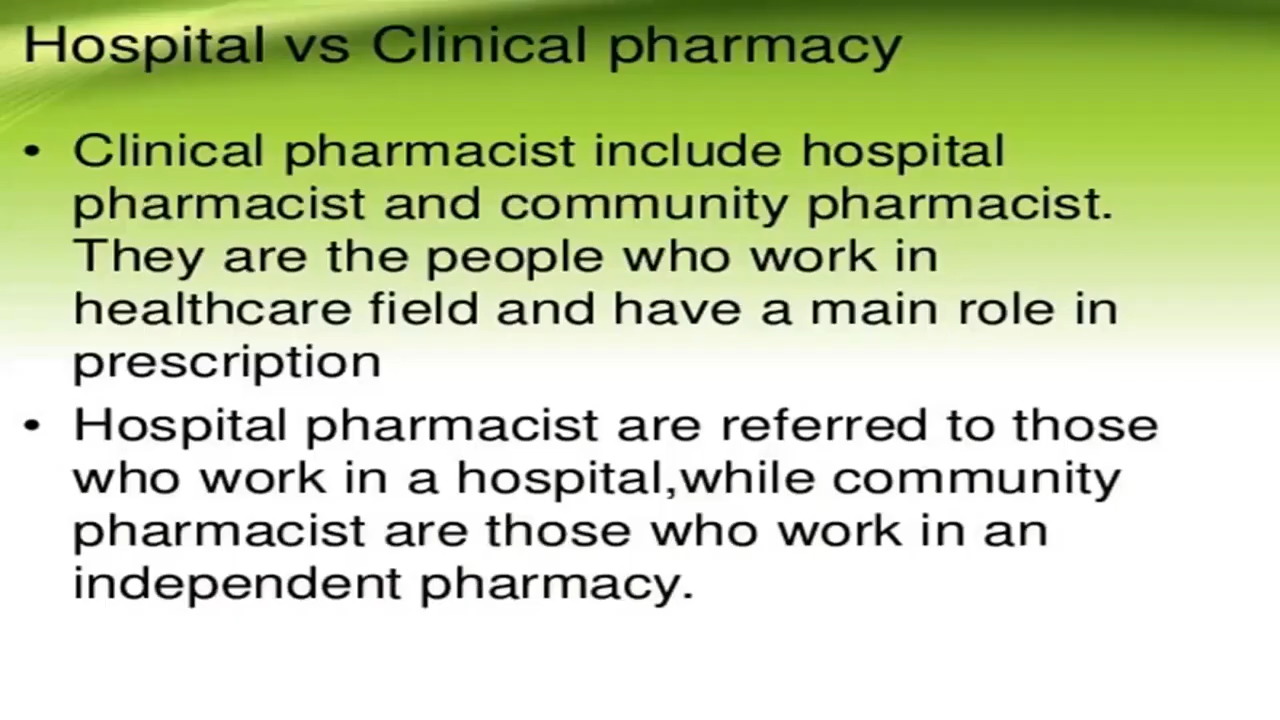 Hospital vs Clinical pharmacy
• Clinical pharmacist include hospital
pharmacist and community pharmacist.
They are the people who work in
healthcare field and have a main role in
prescription
• Hospital pharmacist are referred to those
who work in a hospital,while community
pharmacist are those who work in an
independent pharmacy.